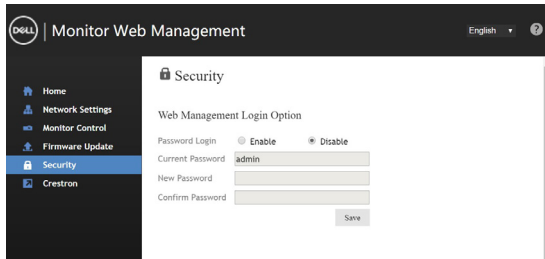 DELL | Monitor Web Management
English
?
Home
Network Settings
Monitor Control
Firmware Update
Security
Crestron
Security
Web Management Login Option
Password Login Enable Disable
Current Password admin
New Password
Confirm Password
Save